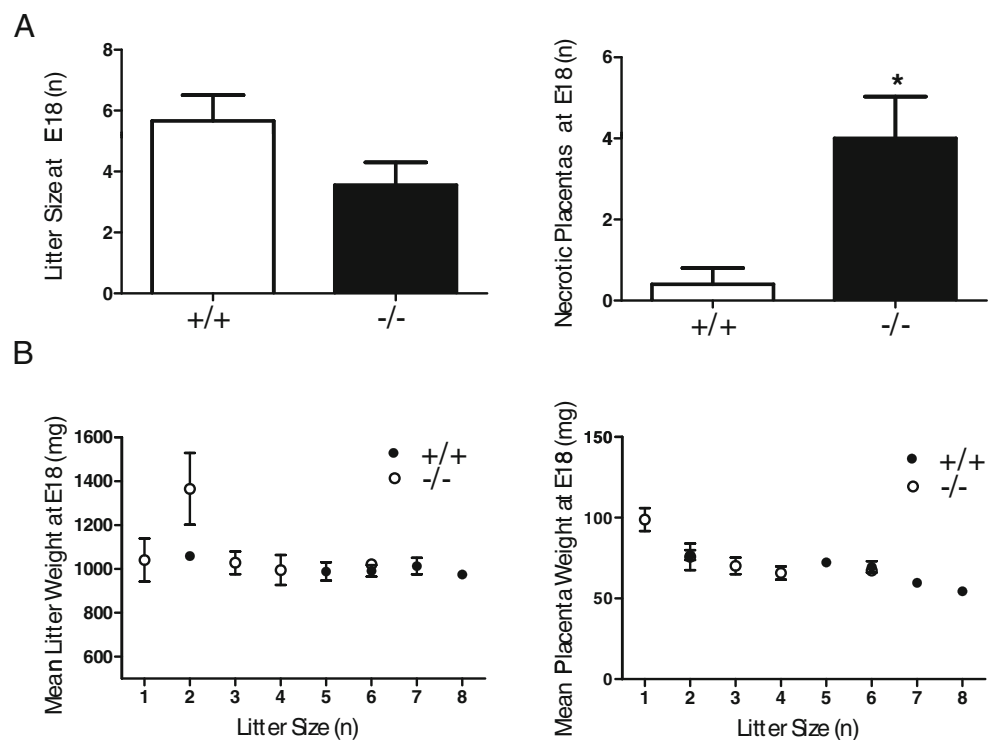 A
Litter Size at E18 (n)
8
6
4
2
0
+/+
-/-
Necrotic Placentas at E18 (n)
6
4
2
0
*
+/+
-/-
B
Mean Litter Weight at E18 (mg)
1600
1400
1200
1000
800
600
+/+
-/-
1 2 3 4 5 6 7 8
Litter Size (n)
Mean Placenta Weight at E18 (mg)
150
100
50
0
+/+
-/-
1 2 3 4 5 6 7 8
Litter Size (n)